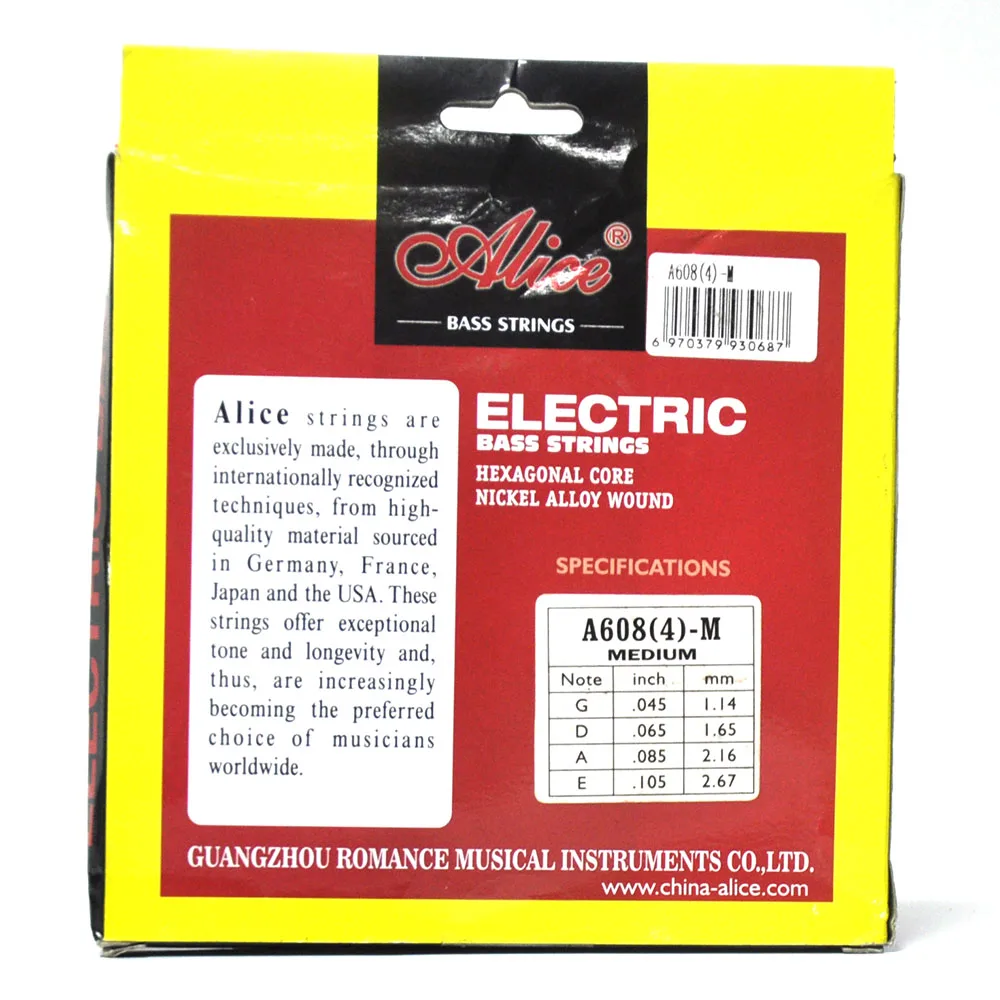 Alice®
BASS STRINGS
A608(4)-M
6 970379 930687
Alice strings are
exclusively made, through
internationally recognized
techniques, from high-
quality material sourced
in Germany, France,
Japan and the USA. These
strings offer exceptional
tone and longevity and,
thus, are increasingly
becoming the preferred
choice of musicians
worldwide.
ELECTRIC
BASS STRINGS
HEXAGONAL CORE
NICKEL ALLOY WOUND
SPECIFICATIONS
A608(4)-M
MEDIUM
Note inch mm
G .045 1.14
D .065 1.65
A .085 2.16
E .105 2.67
GUANGZHOU ROMANCE MUSICAL INSTRUMENTS CO.,LTD.
www.china-alice.com